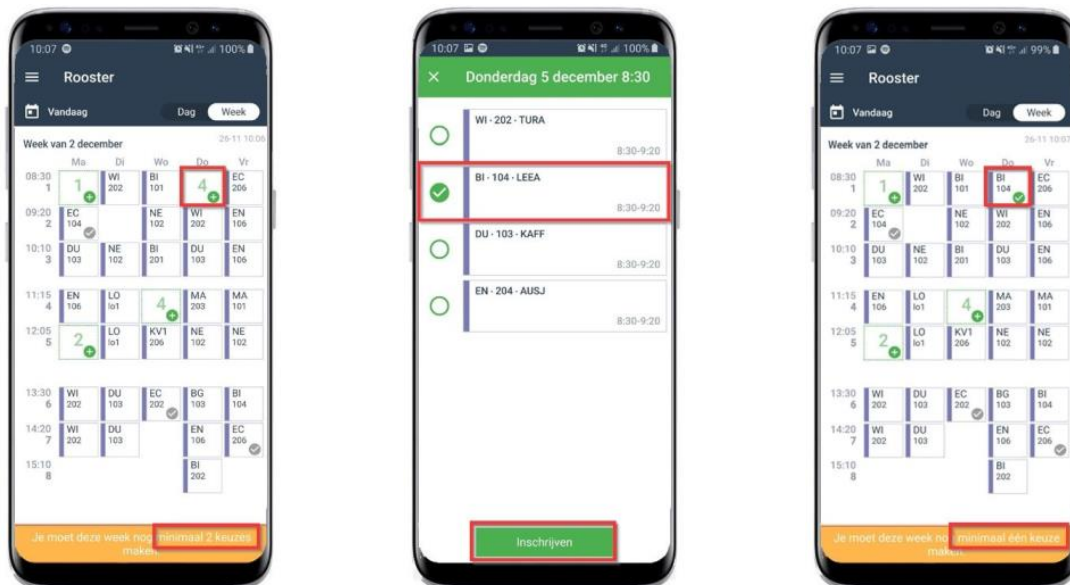 10:07 100%
Rooster
Vandaag Dag Week
Week van 2 december 26-11 10:06
Ma Di Wo Do Vr
08:30 1 WI BI 4 EC
1 202 101 206
09:20 EC NE WI EN
2 104 102 202 106
10:10 DU NE BI DU EN
3 103 102 201 103 106
11:15 EN LO 4 MA MA
4 106 lo1 203 101
12:05 2 LO KV1 NE NE
5 lo1 206 102 102
13:30 WI DU EC BG BI
6 202 103 202 103 104
14:20 WI DU EN EC
7 202 103 106 206
15:10 BI
8 202
Je moet deze week nog minimaal 2 keuzes
maken.
10:07 100%
Donderdag 5 december 8:30
WI - 202 - TURA
8:30-9:20
BI - 104 - LEEA
8:30-9:20
DU - 103 - KAFF
8:30-9:20
EN - 204 - AUSJ
8:30-9:20
Inschrijven
10:07 99%
Rooster
Vandaag Dag Week
Week van 2 december 26-11 10:07
Ma Di Wo Do Vr
08:30 1 WI BI BI EC
1 202 101 104 206
09:20 EC NE WI EN
2 104 102 202 106
10:10 DU NE BI DU EN
3 103 102 201 103 106
11:15 EN LO 4 MA MA
4 106 lo1 203 101
12:05 2 LO KV1 NE NE
5 lo1 206 102 102
13:30 WI DU EC BG BI
6 202 103 202 103 104
14:20 WI DU EN EC
7 202 103 106 206
15:10 BI
8 202
Je moet deze week nog minimaal één keuze
maken.